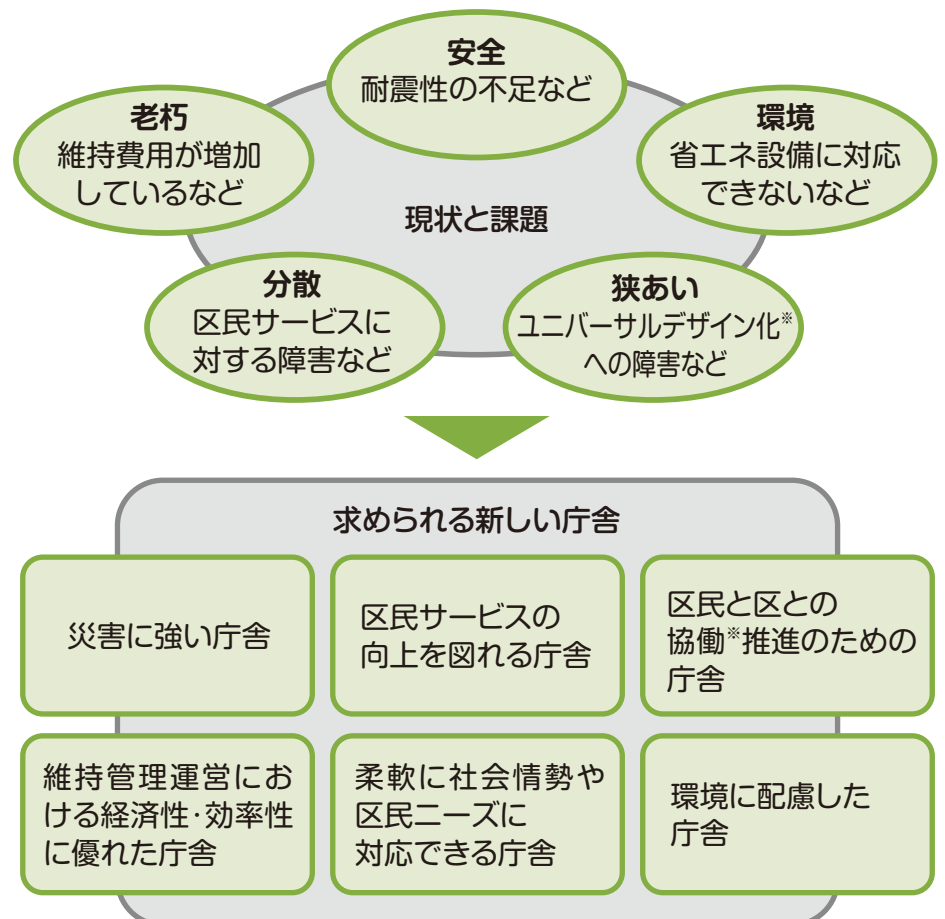 安全
耐震性の不足など
老朽
維持費用が増加
しているなど
環境
省エネ設備に対応
できないなど
現状と課題
分散
区民サービスに
対する障害など
狭あい
ユニバーサルデザイン化※
への障害など
求められる新しい庁舎
災害に強い庁舎
区民サービスの
向上を図れる庁舎
区民と区との
協働※推進のための
庁舎
維持管理運営にお
ける経済性・効率性
に優れた庁舎
柔軟に社会情勢や
区民ニーズに
対応できる庁舎
環境に配慮した
庁舎